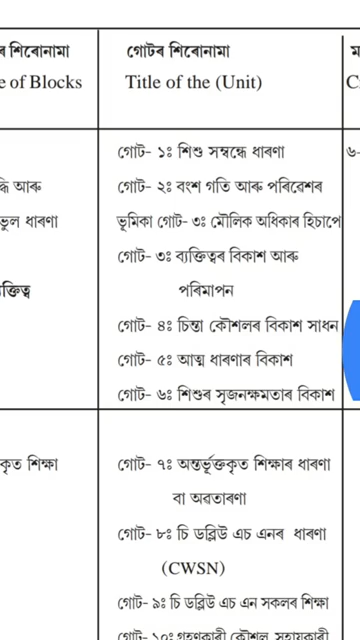 ৰ শিৰোনামা
গোটৰ শিৰোনামা
e of Blocks
Title of the (Unit)
গোট- ১ঃ শিশু সম্বন্ধে ধাৰণা
৬-
দ্ধি আৰু
গোট- ২ঃ বংশ গতি আৰু পৰিবেশৰ
ভুল ধাৰণা
ভূমিকা গোট- ৩ঃ মৌলিক অধিকাৰ হিচাপে
গোট- ৩ঃ ব্যক্তিত্বৰ বিকাশ আৰু
ক্তিত্ব
পৰিমাপন
গোট- ৪ঃ চিন্তা কৌশলৰ বিকাশ সাধন
গোট- ৫ঃ আত্ম ধাৰণাৰ বিকাশ
গোট- ৬ঃ শিশুৰ সৃজনক্ষমতাৰ বিকাশ
কৃত শিক্ষা
গোট- ৭ঃ অন্তৰ্ভূক্তকৃত শিক্ষাৰ ধাৰণা
বা অৱতাৰণা
গোট- ৮ঃ চি ডব্লিউ এচ এনৰ ধাৰণা
(CWSN)
গোট- ৯ঃ চি ডব্লিউ এচ এন সকলৰ শিক্ষা
গোট- ১০ঃ গ্ৰহণকাৰী কৌশল সহায়কাৰী